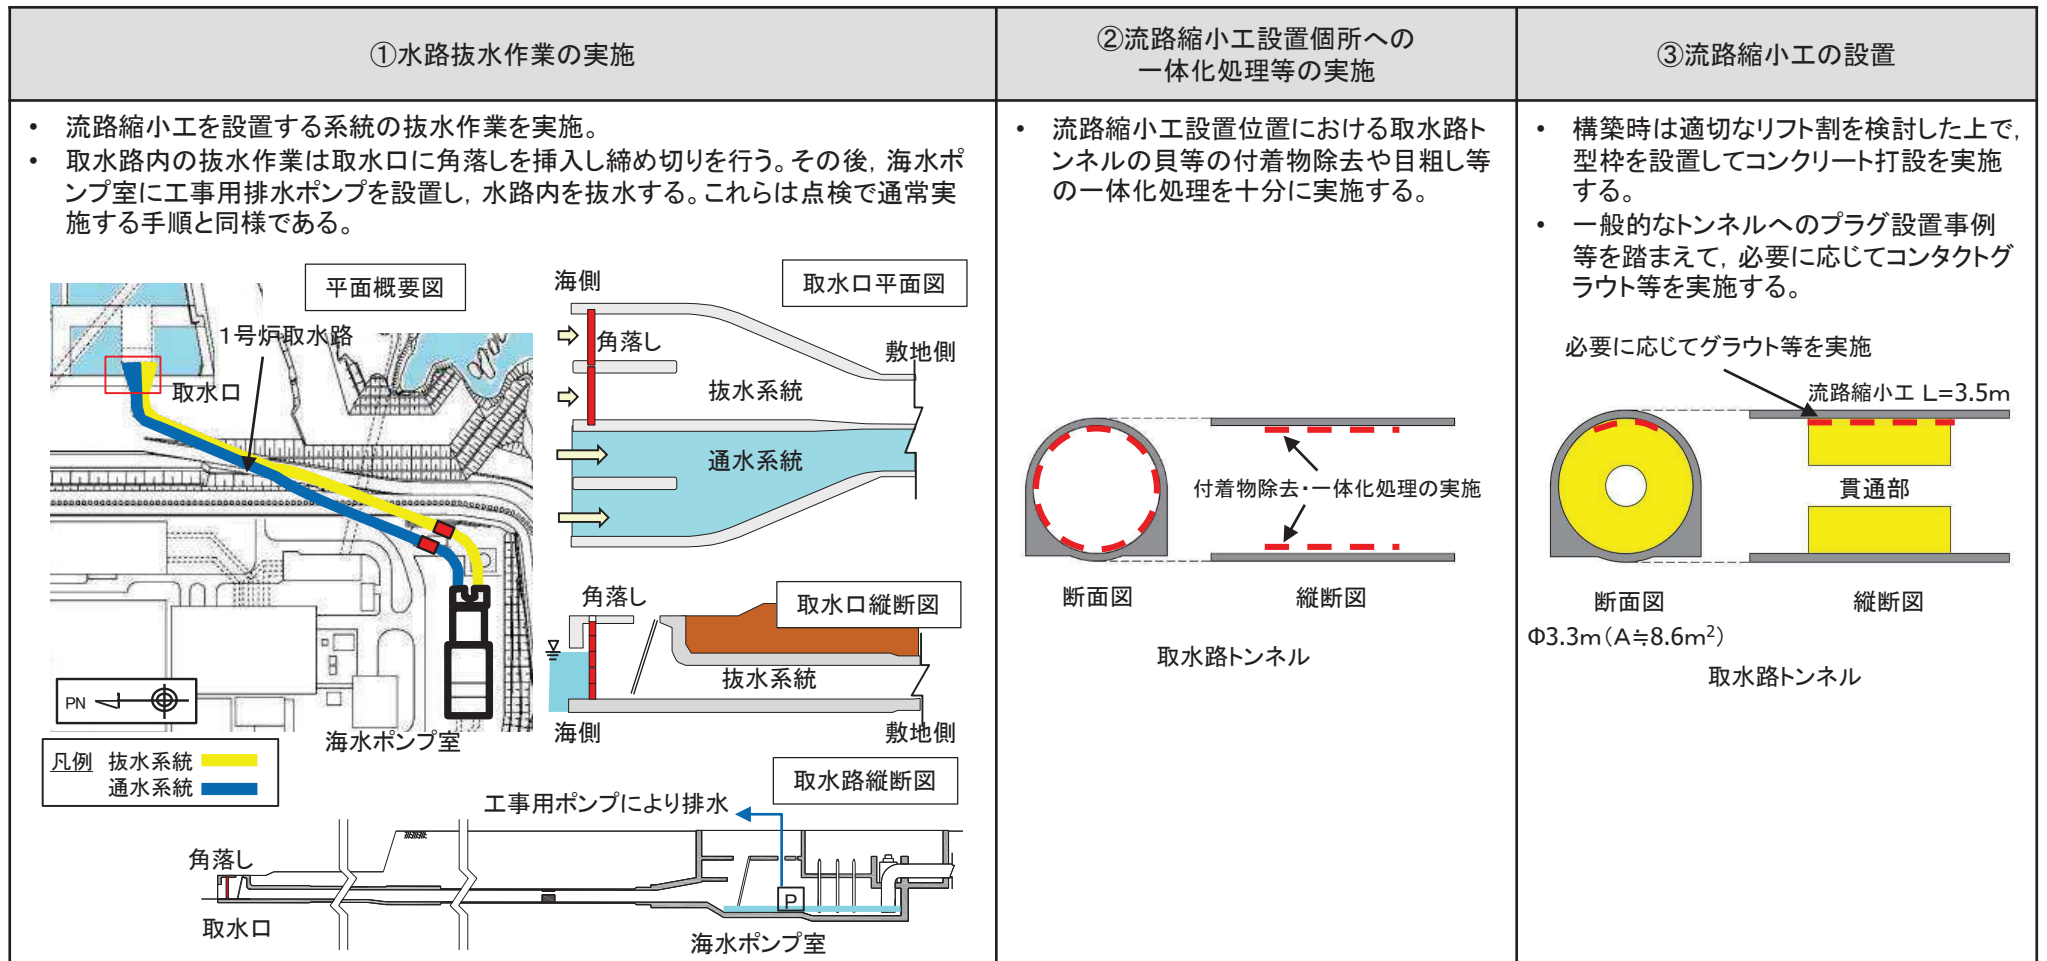 ①水路抜水作業の実施
②流路縮小工設置個所への
一体化処理等の実施
③流路縮小工の設置
• 流路縮小工を設置する系統の抜水作業を実施。
• 取水路内の抜水作業は取水口に角落しを挿入し締め切りを行う。その後，海水ポ
ンプ室に工事用排水ポンプを設置し，水路内を抜水する。これらは点検で通常実
施する手順と同様である。
平面概要図
1号炉取水路
取水口
海水ポンプ室
PN
凡例 抜水系統
通水系統
海側
取水口平面図
角落し
敷地側
抜水系統
通水系統
角落し
取水口縦断図
抜水系統
海側
敷地側
取水路縦断図
工事用ポンプにより排水
角落し
P
取水口
海水ポンプ室
• 流路縮小工設置位置における取水路ト
ンネルの貝等の付着物除去や目粗し等
の一体化処理を十分に実施する。
付着物除去・一体化処理の実施
断面図
縦断図
取水路トンネル
• 構築時は適切なリフト割を検討した上で，
型枠を設置してコンクリート打設を実施
する。
• 一般的なトンネルへのプラグ設置事例
等を踏まえて，必要に応じてコンタクトグ
ラウト等を実施する。
必要に応じてグラウト等を実施
流路縮小工 L=3.5m
貫通部
断面図
縦断図
Φ3.3m（A≒8.6m²）
取水路トンネル